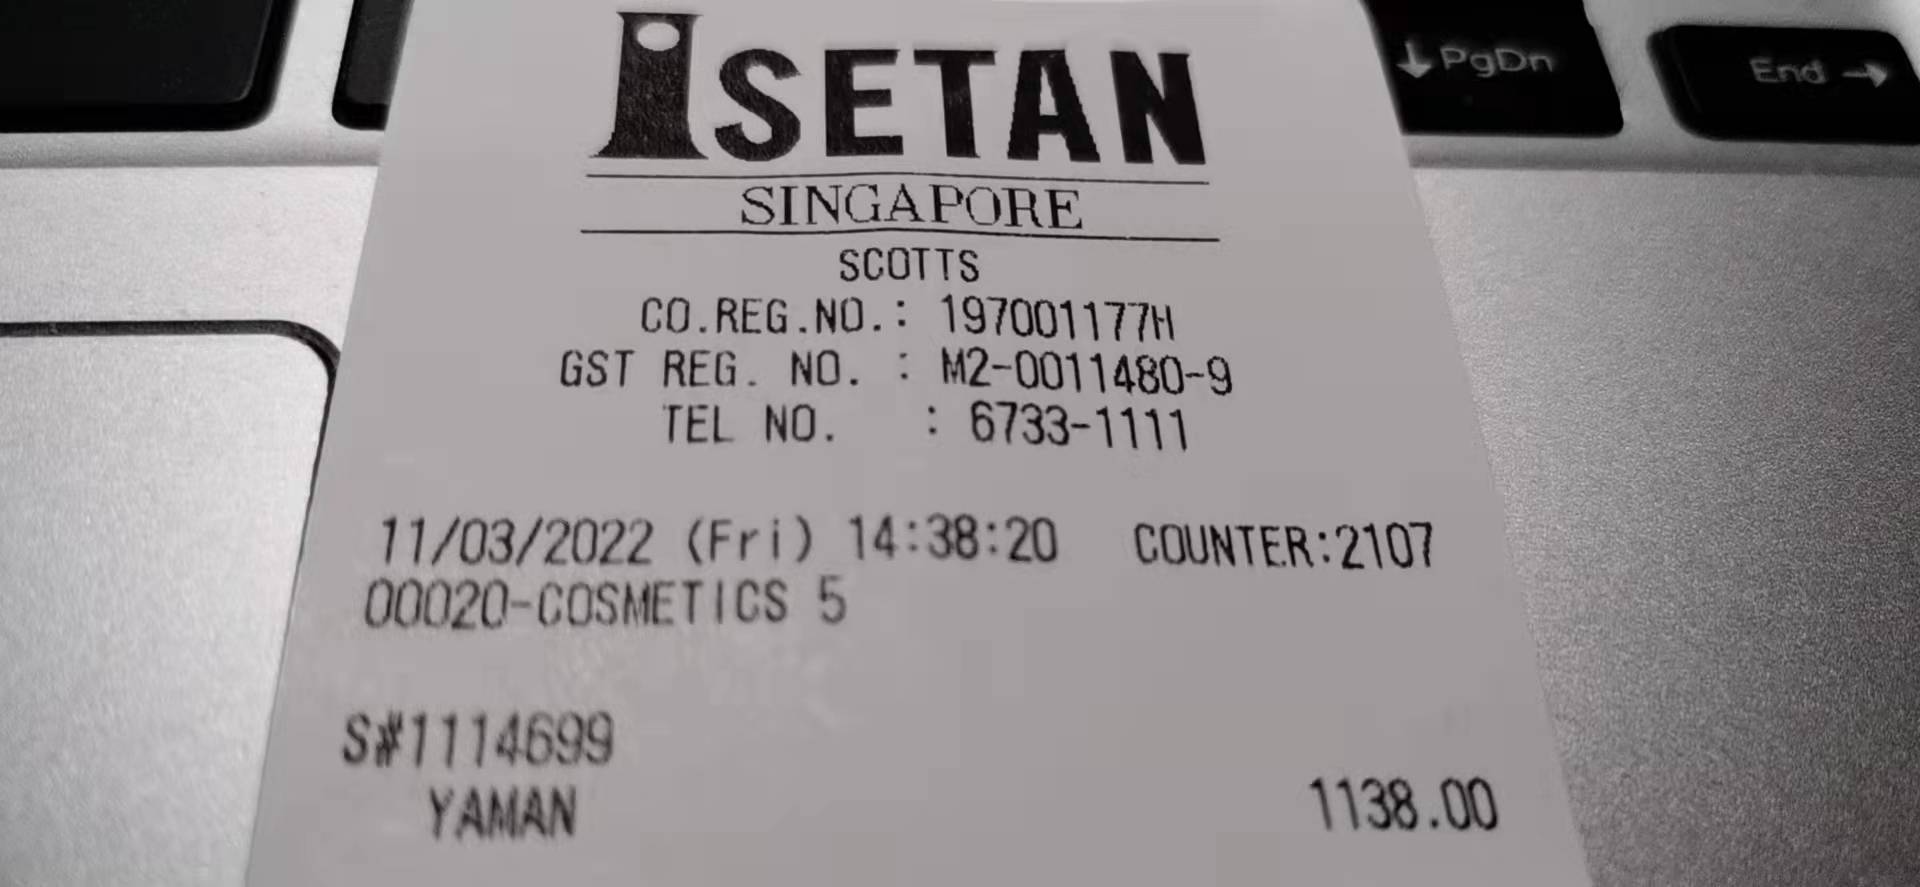 ISETAN
SINGAPORE
SCOTTS
CO.REG.NO.: 197001177H
GST REG. NO. : M2-0011480-9
TEL NO. : 6733-1111
11/03/2022 (Fri) 14:38:20 COUNTER:2107
00020-COSMETICS 5
S#1114699
YAMAN 1138.00
↓PgDn
End →